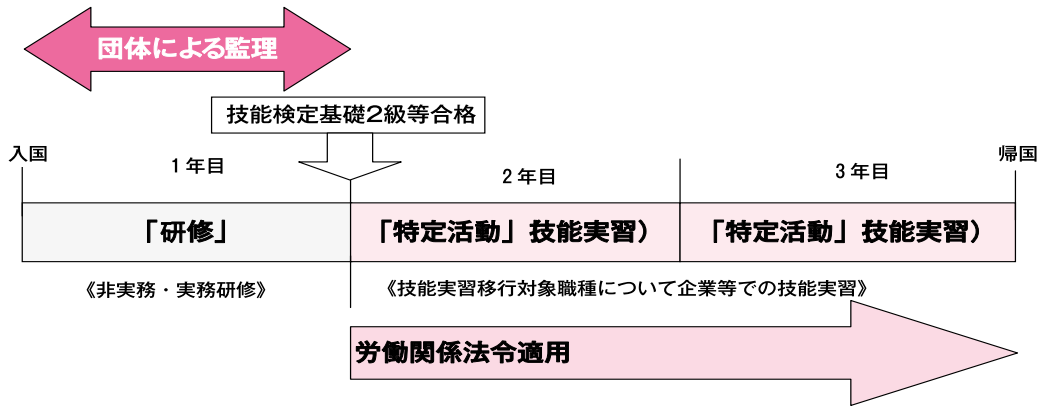 団体による監理
技能検定基礎2級等合格
入国
1年目
2年目
3年目
帰国
「研修」
「特定活動」技能実習）
「特定活動」技能実習）
《非実務・実務研修》
《技能実習移行対象職種について企業等での技能実習》
労働関係法令適用